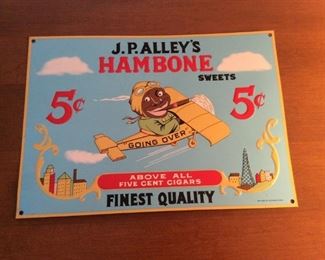 J.P. ALLEY'S
HAMBONE
SWEETS
5¢ 5¢
"GOING OVER"
ABOVE ALL
FIVE CENT CIGARS
FINEST QUALITY